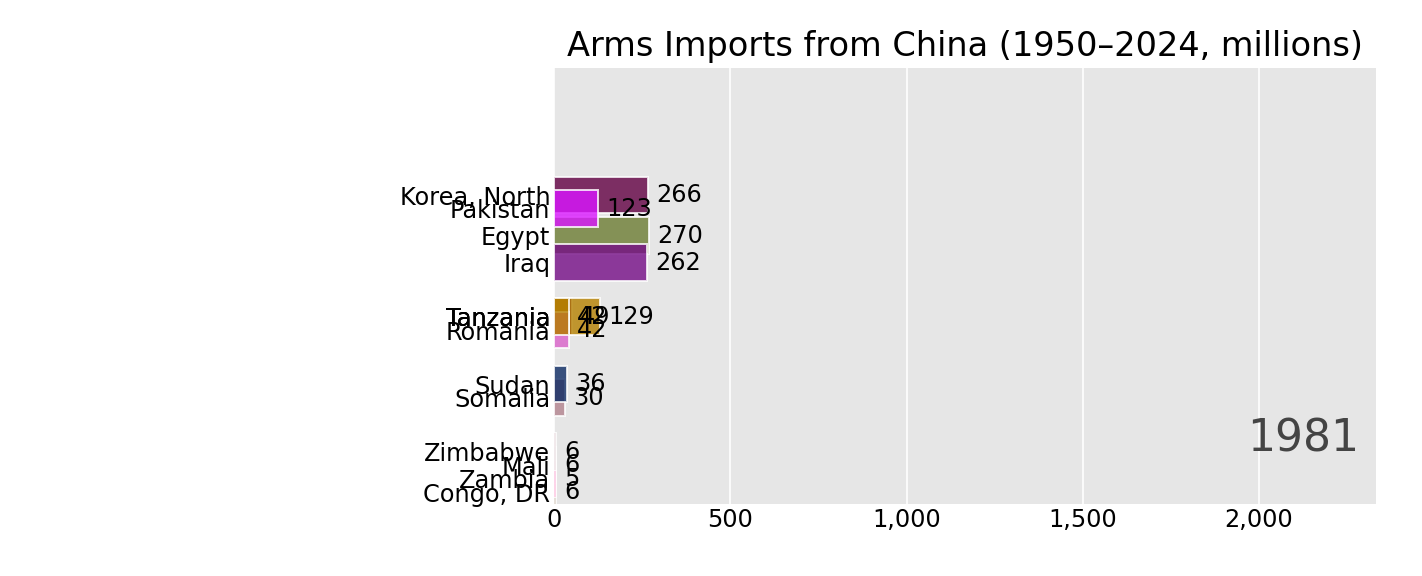 Arms Imports from China (1950–2024, millions)
Korea, North 266
Pakistan 123
Egypt 270
Iraq 262
Tanzania 129
Romania 42
Sudan 36
Somalia 30
Zimbabwe 6
Mali 6
Zambia 5
Congo, DR 6
1981
0 500 1,000 1,500 2,000